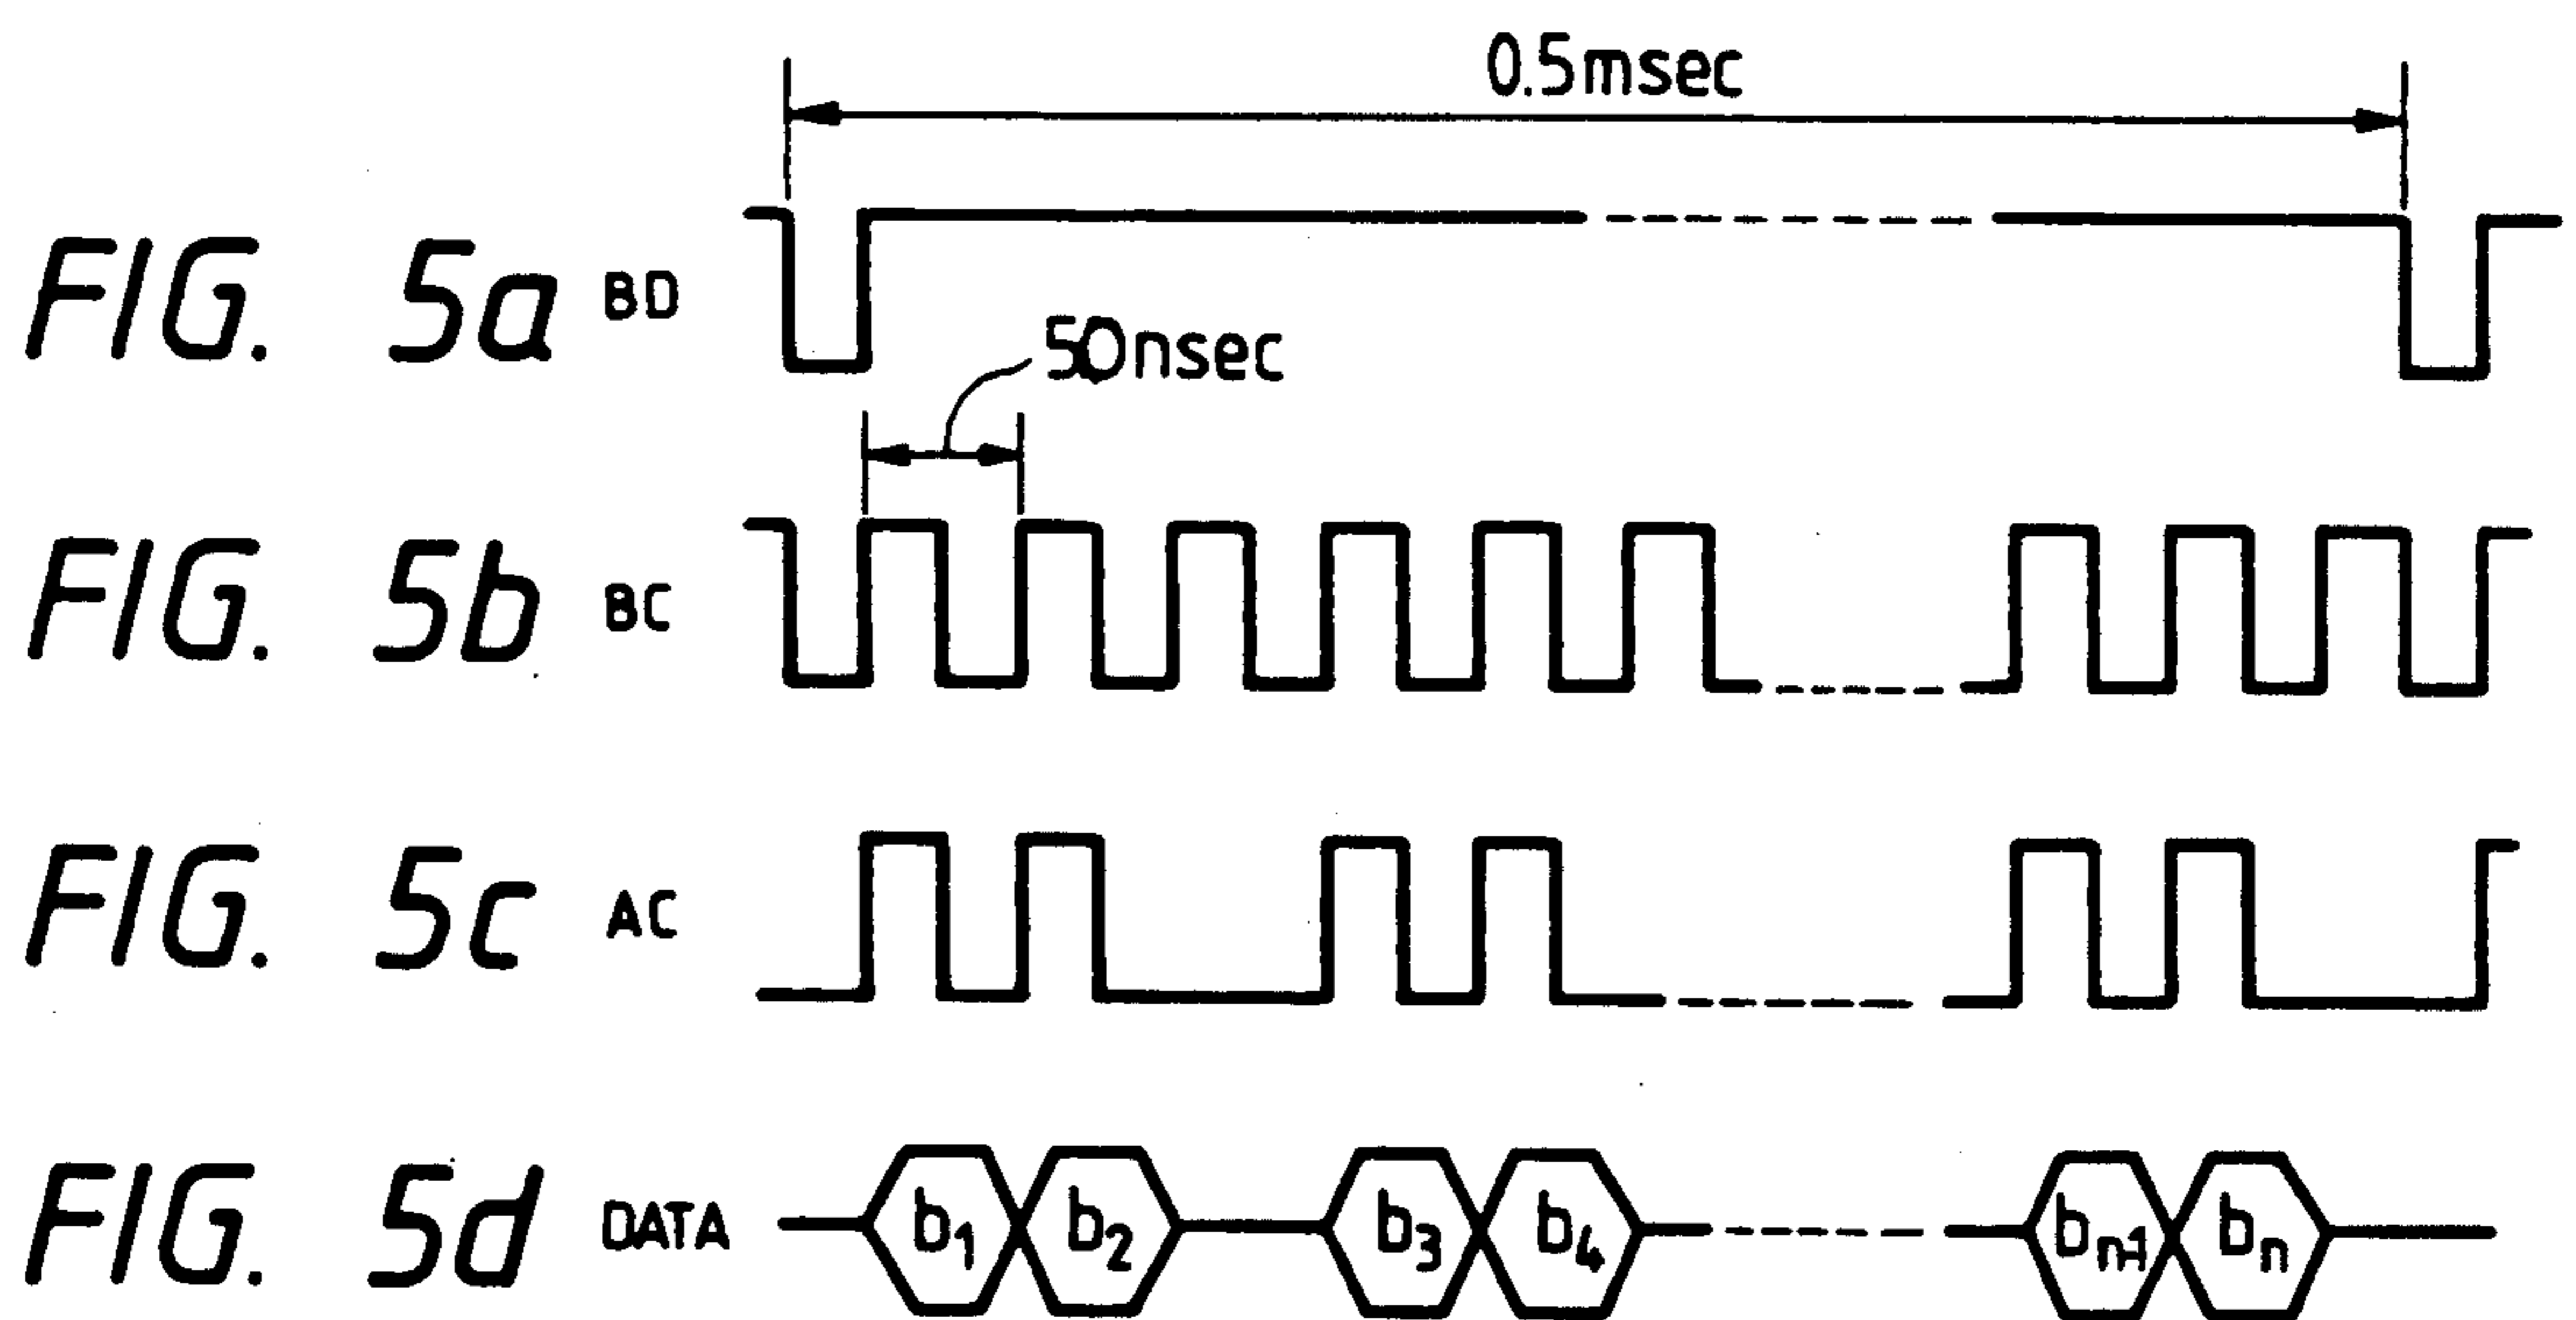 0.5msec
FIG. 5a BD
50nsec
FIG. 5b BC
FIG. 5c AC
FIG. 5d DATA b₁ b₂ b₃ b₄ bₙ₋₁ bₙ